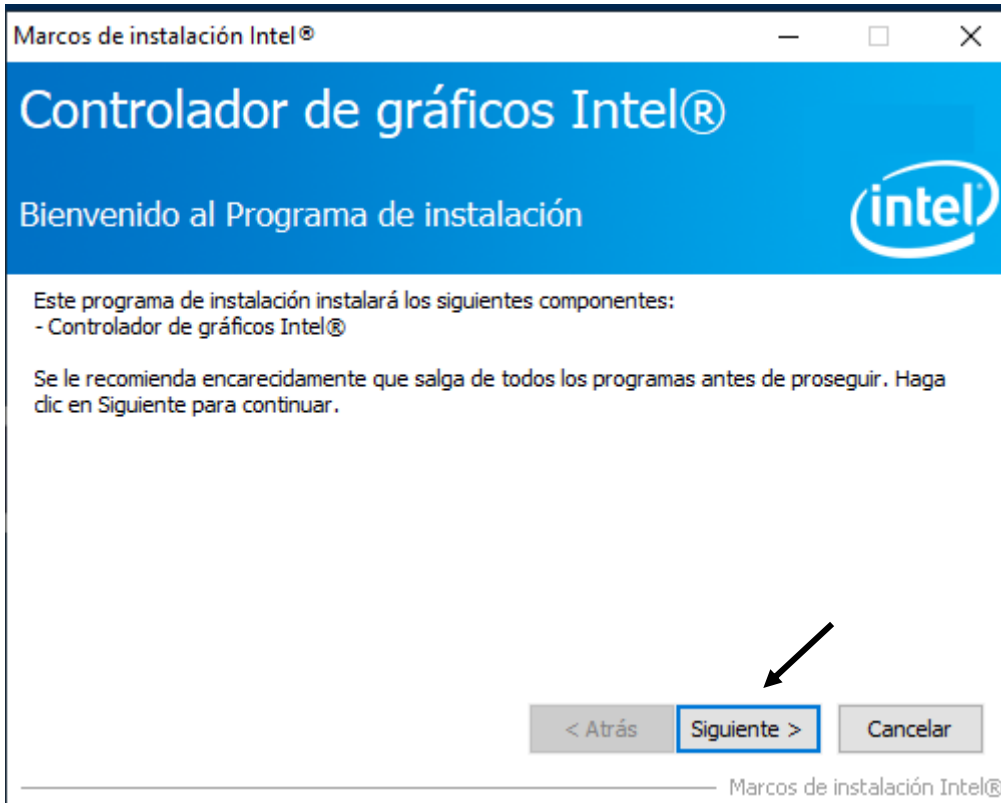 Marcos de instalación Intel®
Controlador de gráficos Intel®
intel
Bienvenido al Programa de instalación
Este programa de instalación instalará los siguientes componentes:
- Controlador de gráficos Intel®
Se le recomienda encarecidamente que salga de todos los programas antes de proseguir. Haga
clic en Siguiente para continuar.
< Atrás Siguiente > Cancelar
Marcos de instalación Intel®